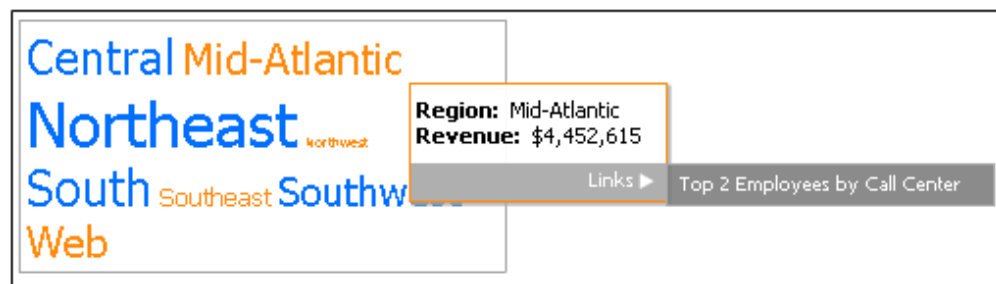 Central Mid-Atlantic
Northeast Northwest
Region: Mid-Atlantic
Revenue: $4,452,615
Links ▶ Top 2 Employees by Call Center
South Southeast Southwest
Web